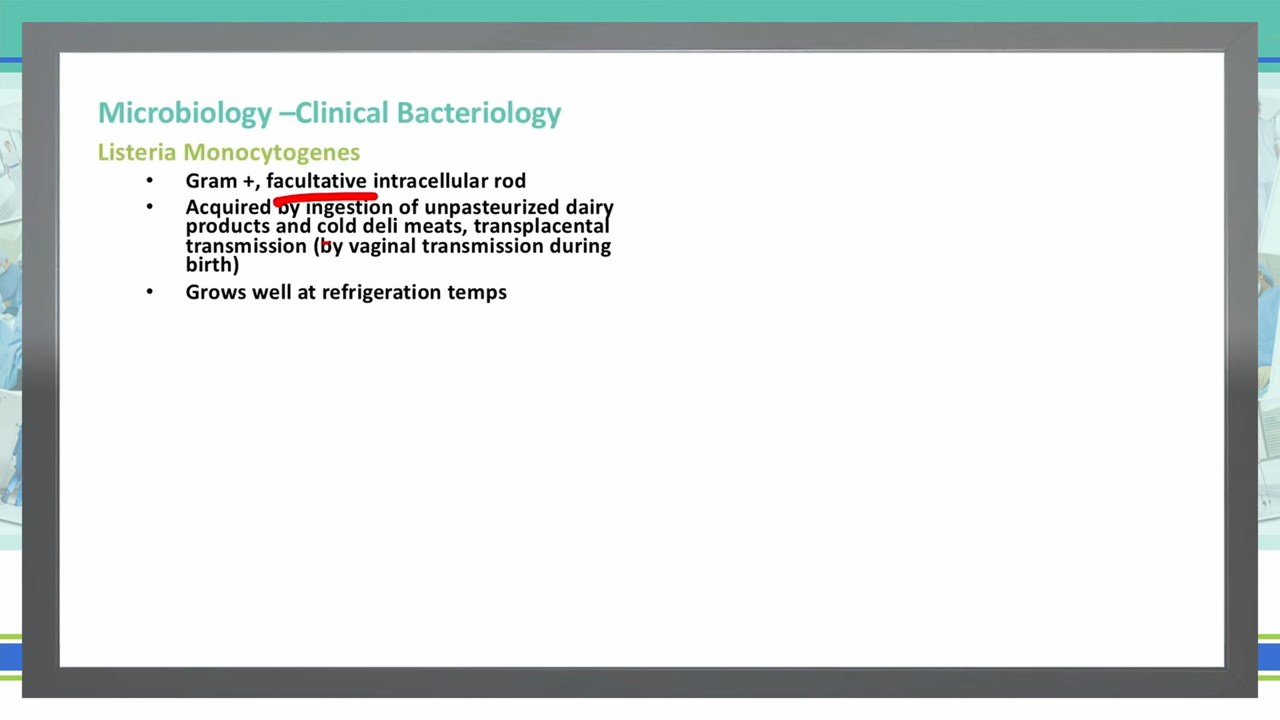 Microbiology –Clinical Bacteriology
Listeria Monocytogenes
• Gram +, facultative intracellular rod
• Acquired by ingestion of unpasteurized dairy
products and cold deli meats, transplacental
transmission (by vaginal transmission during
birth)
• Grows well at refrigeration temps